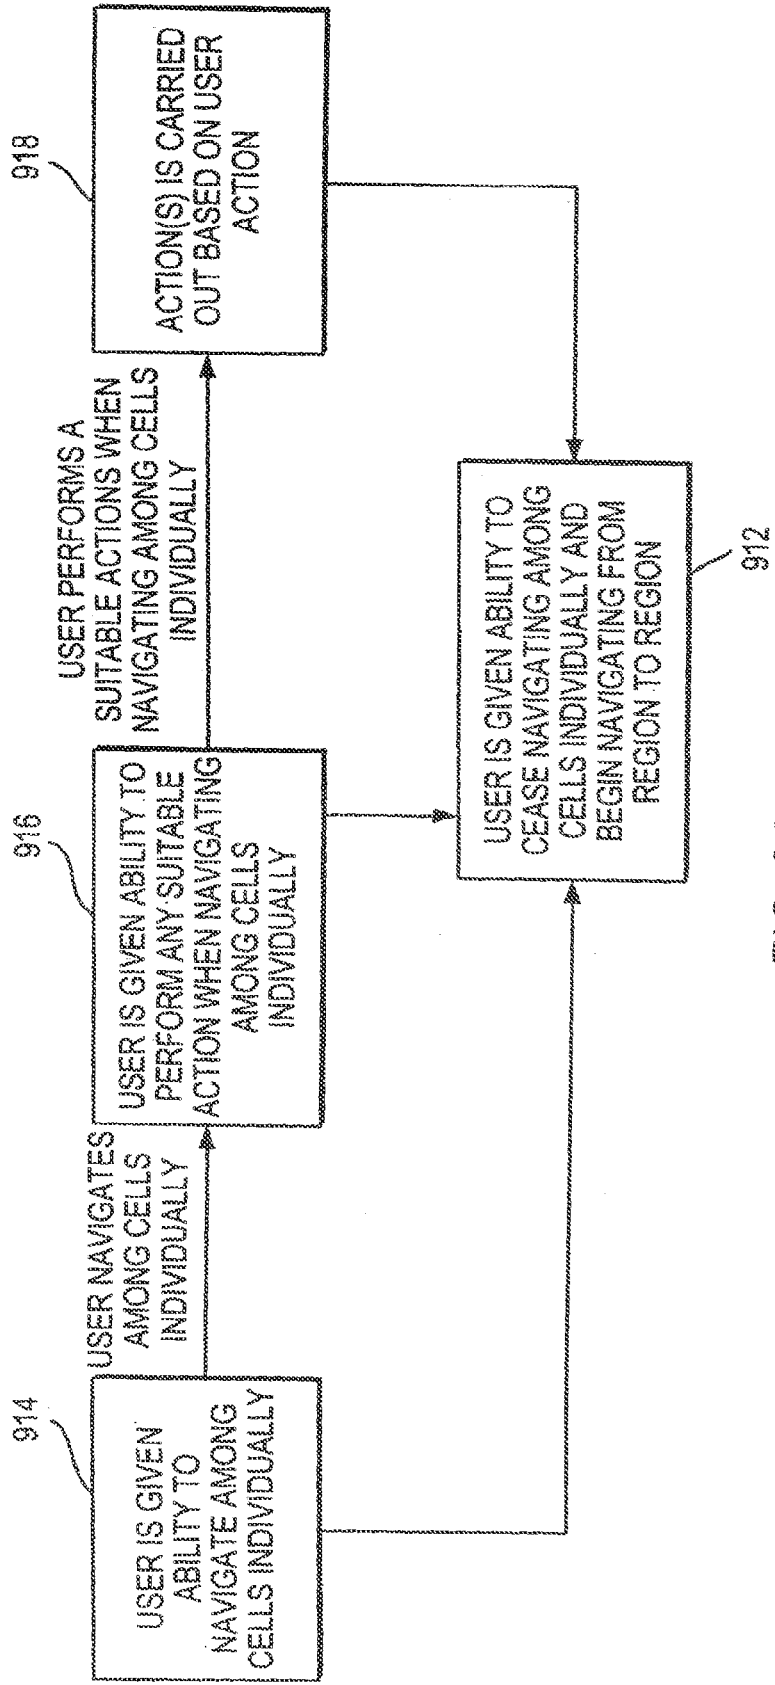 914
USER IS GIVEN
ABILITY TO
NAVIGATE AMONG
CELLS INDIVIDUALLY
USER NAVIGATES
AMONG CELLS
INDIVIDUALLY
916
USER IS GIVEN ABILITY TO
PERFORM ANY SUITABLE
ACTION WHEN NAVIGATING
AMONG CELLS
INDIVIDUALLY
USER PERFORMS A
SUITABLE ACTIONS WHEN
NAVIGATING AMONG CELLS
INDIVIDUALLY
918
ACTION(S) IS CARRIED
OUT BASED ON USER
ACTION
USER IS GIVEN ABILITY TO
CEASE NAVIGATING AMONG
CELLS INDIVIDUALLY AND
BEGIN NAVIGATING FROM
REGION TO REGION
912